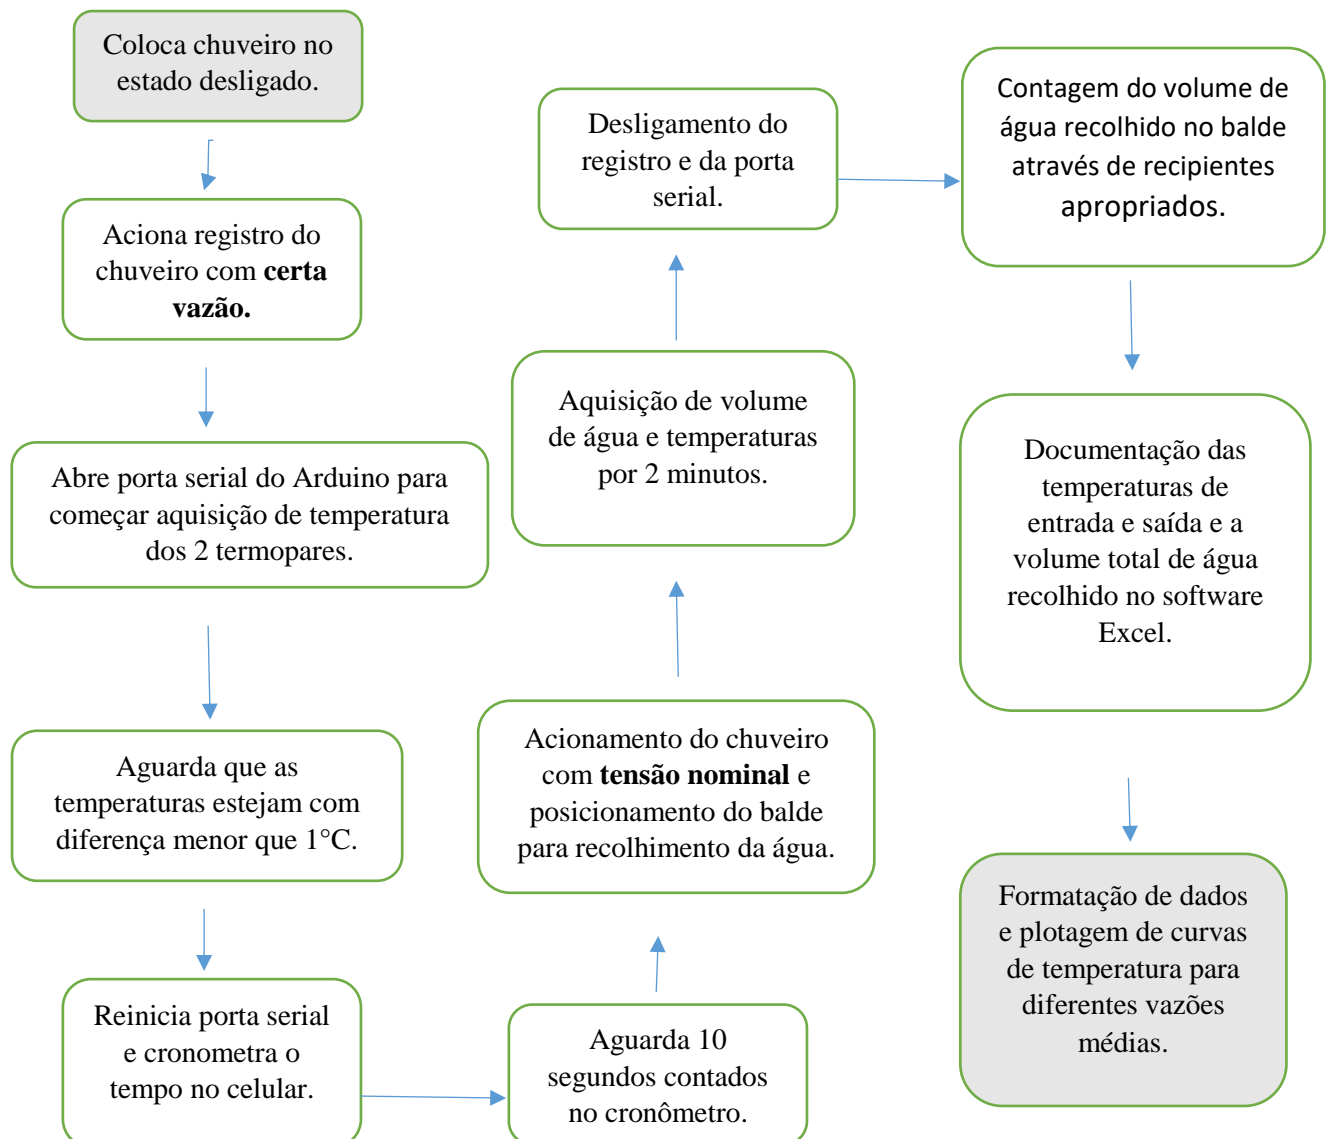 Coloca chuveiro no
estado desligado.
Aciona registro do
chuveiro com certa
vazão.
Abre porta serial do Arduino para
começar aquisição de temperatura
dos 2 termopares.
Aguarda que as
temperaturas estejam com
diferença menor que 1°C.
Reinicia porta serial
e cronometra o
tempo no celular.
Aguarda 10
segundos contados
no cronômetro.
Acionamento do chuveiro
com tensão nominal e
posicionamento do balde
para recolhimento da água.
Aquisição de volume
de água e temperaturas
por 2 minutos.
Desligamento do
registro e da porta
serial.
Contagem do volume de
água recolhido no balde
através de recipientes
apropriados.
Documentação das
temperaturas de
entrada e saída e a
volume total de água
recolhido no software
Excel.
Formatação de dados
e plotagem de curvas
de temperatura para
diferentes vazões
médias.